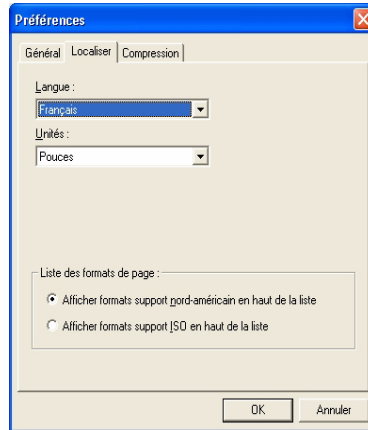 Préférences
Général Localiser Compression
Langue :
Français
Unités :
Pouces
Liste des formats de page :
Afficher formats support nord-américain en haut de la liste
Afficher formats support ISO en haut de la liste
OK Annuler